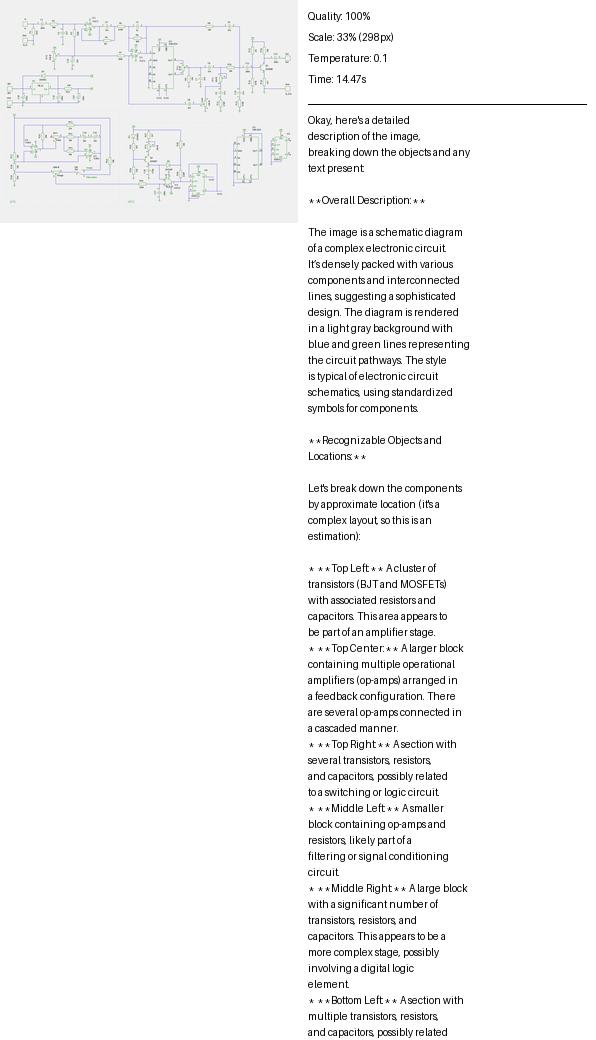 Quality: 100%
Scale: 33% (298px)
Temperature: 0.1
Time: 14.47s
Okay, here's a detailed
description of the image,
breaking down the objects and any
text present:
**Overall Description:**
The image is a schematic diagram
of a complex electronic circuit.
It's densely packed with various
components and interconnected
lines, suggesting a sophisticated
design. The diagram is rendered
in a light gray background with
blue and green lines representing
the circuit pathways. The style
is typical of electronic circuit
schematics, using standardized
symbols for components.
**Recognizable Objects and
Locations:**
Let's break down the components
by approximate location (it's a
complex layout, so this is an
estimation):
* **Top Left:** A cluster of
transistors (BJT and MOSFETs)
with associated resistors and
capacitors. This area appears to
be part of an amplifier stage.
* **Top Center:** A larger block
containing multiple operational
amplifiers (op-amps) arranged in
a feedback configuration. There
are several op-amps connected in
a cascaded manner.
* **Top Right:** A section with
several transistors, resistors,
and capacitors, possibly related
to a switching or logic circuit.
* **Middle Left:** A smaller
block containing op-amps and
resistors, likely part of a
filtering or signal conditioning
circuit.
* **Middle Right:** A large block
with a significant number of
transistors, resistors, and
capacitors. This appears to be a
more complex stage, possibly
involving a digital logic
element.
* **Bottom Left:** A section with
multiple transistors, resistors,
and capacitors, possibly related